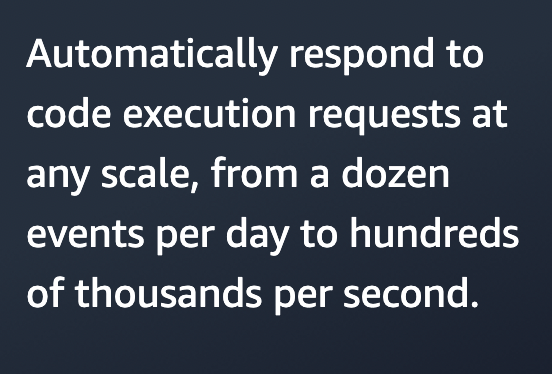 Automatically respond to
code execution requests at
any scale, from a dozen
events per day to hundreds
of thousands per second.